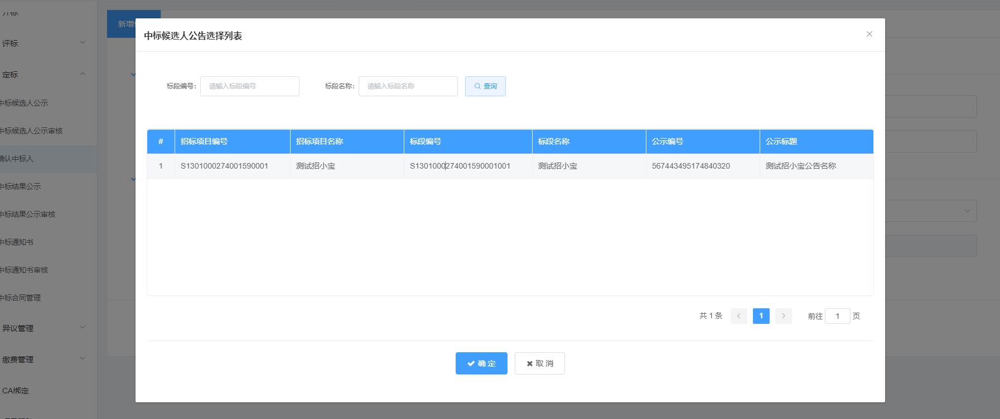 开标
评标
定标
中标候选人公示
中标候选人公示审核
确认中标人
中标结果公示
中标结果公示审核
中标通知书
中标通知书审核
中标合同管理
异议管理
缴费管理
CA绑定
新增
中标候选人公告选择列表
标段编号: 请输入标段编号 标段名称: 请输入标段名称 查询
# 招标项目编号 招标项目名称 标段编号 标段名称 公示编号 公示标题
1 S1301000274001590001 测试招小宝 S1301000274001590001001 测试招小宝 567443495174840320 测试招小宝公告名称
共 1 条 1 前往 1 页
确 定 取 消